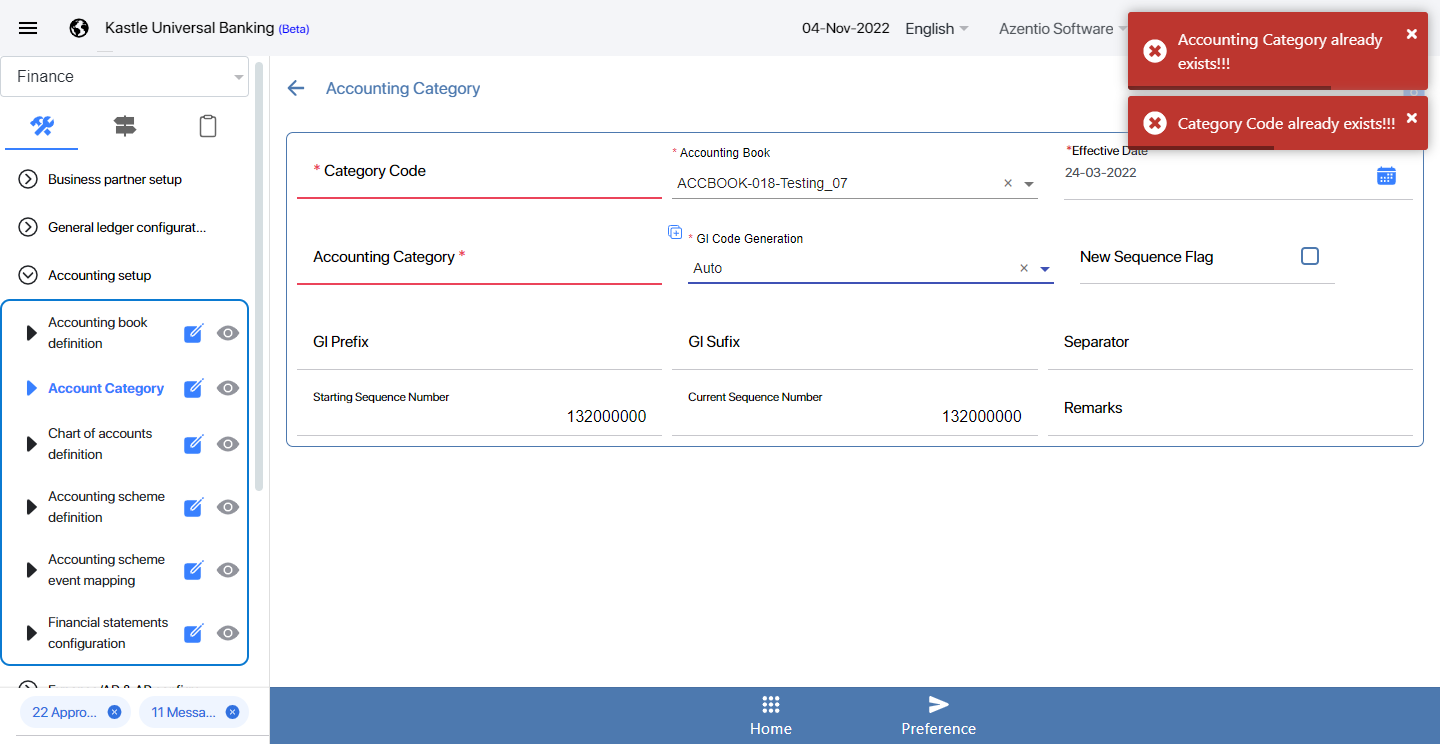 Kastle Universal Banking (Beta)
04-Nov-2022
English
Azentio Software
Accounting Category already
exists!!!
Category Code already exists!!!
Finance
Business partner setup
General ledger configurat...
Accounting setup
Accounting book
definition
Account Category
Chart of accounts
definition
Accounting scheme
definition
Accounting scheme
event mapping
Financial statements
configuration
22 Appro...
11 Messa...
Accounting Category
* Category Code
* Accounting Book
ACCBOOK-018-Testing_07
*Effective Date
24-03-2022
Accounting Category *
* GI Code Generation
Auto
New Sequence Flag
GI Prefix
GI Sufix
Separator
Starting Sequence Number
132000000
Current Sequence Number
132000000
Remarks
Home
Preference